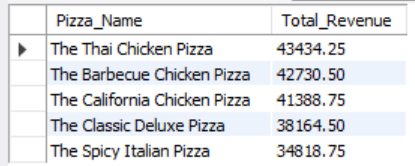 Pizza_Name Total_Revenue
The Thai Chicken Pizza 43434.25
The Barbecue Chicken Pizza 42730.50
The California Chicken Pizza 41388.75
The Classic Deluxe Pizza 38164.50
The Spicy Italian Pizza 34818.75